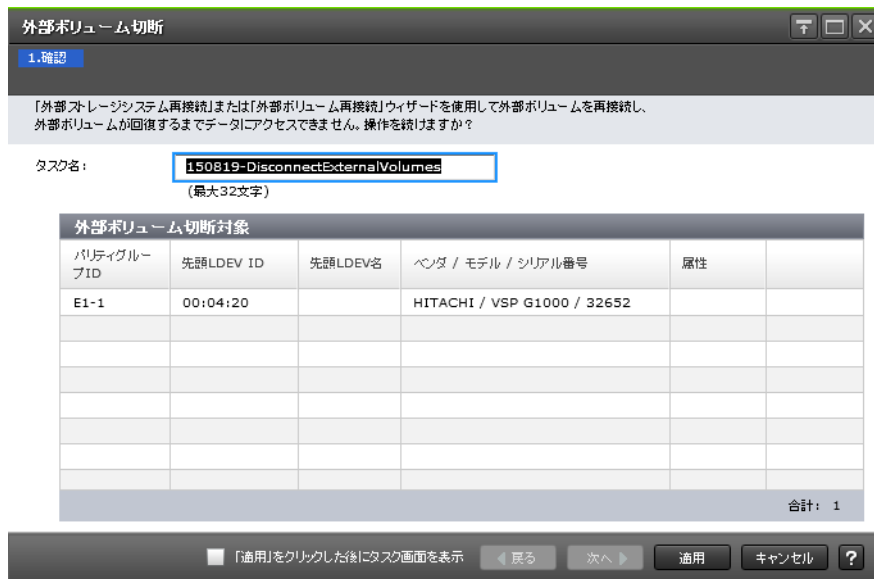 外部ボリューム切断
1.確認
「外部ストレージシステム再接続」または「外部ボリューム再接続」ウィザードを使用して外部ボリュームを再接続し、
外部ボリュームが回復するまでデータにアクセスできません。操作を続けますか？
タスク名:
150819-DisconnectExternalVolumes
(最大32文字)
外部ボリューム切断対象
パリティグルー
プID
先頭LDEV ID
先頭LDEV名
ベンダ / モデル / シリアル番号
属性
E1-1
00:04:20
HITACHI / VSP G1000 / 32652
合計: 1
「適用」をクリックした後にタスク画面を表示
戻る
次へ
適用
キャンセル
?